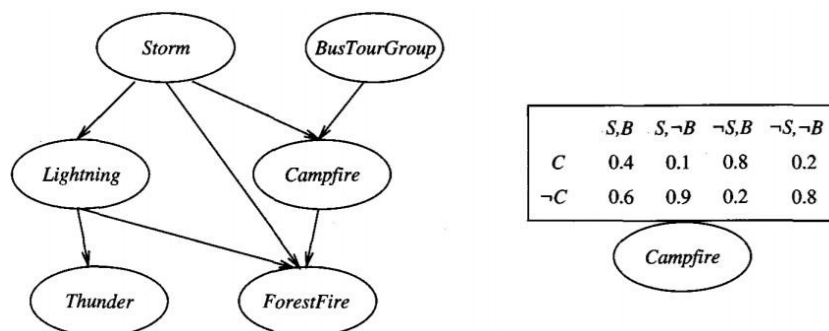 Storm BusTourGroup
Lightning Campfire
Thunder ForestFire
S,B S,¬B ¬S,B ¬S,¬B
C 0.4 0.1 0.8 0.2
¬C 0.6 0.9 0.2 0.8
Campfire